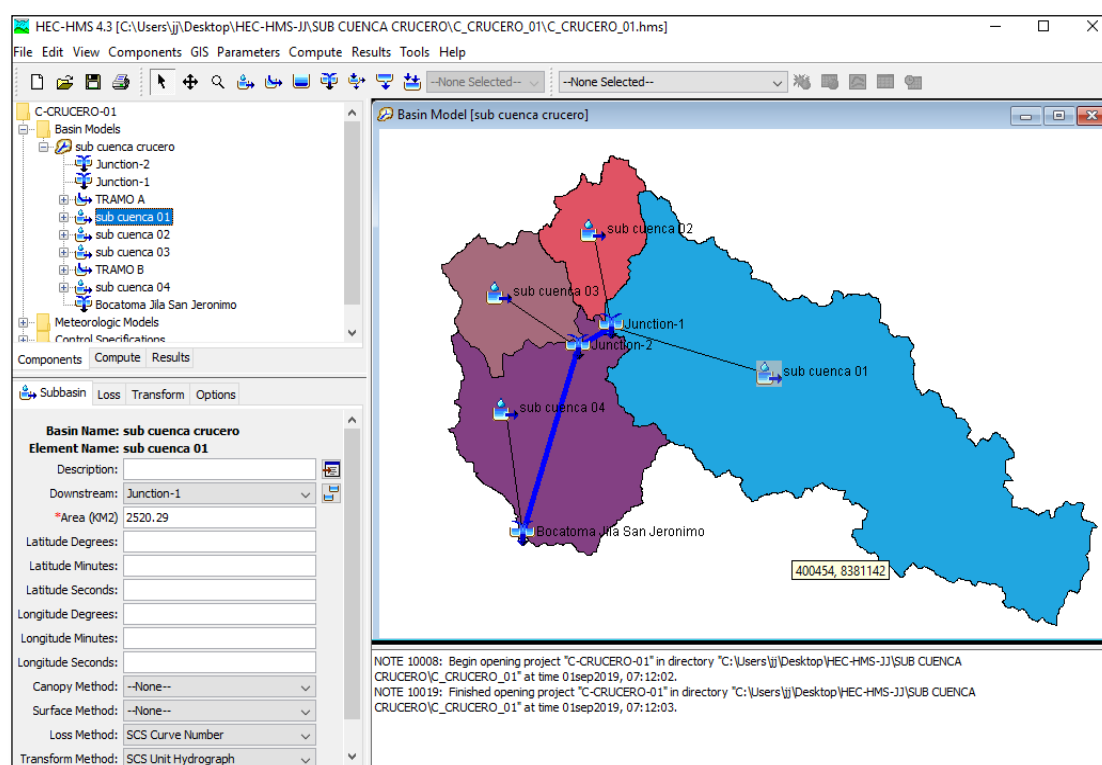 HEC-HMS 4.3 [C:\Users\jj\Desktop\HEC-HMS-JJ\SUB CUENCA CRUCERO\C_CRUCERO_01\C_CRUCERO_01.hms]
File Edit View Components GIS Parameters Compute Results Tools Help
--None Selected-- --None Selected--
C-CRUCERO-01
Basin Models
sub cuenca crucero
Junction-2
Junction-1
TRAMO A
sub cuenca 01
sub cuenca 02
sub cuenca 03
TRAMO B
sub cuenca 04
Bocatoma Jila San Jeronimo
Meteorologic Models
Control Specifications
Components Compute Results
Subbasin Loss Transform Options
Basin Name: sub cuenca crucero
Element Name: sub cuenca 01
Description:
Downstream: Junction-1
*Area (KM2) 2520.29
Latitude Degrees:
Latitude Minutes:
Latitude Seconds:
Longitude Degrees:
Longitude Minutes:
Longitude Seconds:
Canopy Method: --None--
Surface Method: --None--
Loss Method: SCS Curve Number
Transform Method: SCS Unit Hydrograph
Basin Model [sub cuenca crucero]
sub cuenca 02
sub cuenca 03
Junction-1
Junction-2
sub cuenca 01
sub cuenca 04
Bocatoma Jila San Jeronimo
400454, 8381142
NOTE 10008: Begin opening project "C-CRUCERO-01" in directory "C:\Users\jj\Desktop\HEC-HMS-JJ\SUB CUENCA
CRUCERO\C_CRUCERO_01" at time 01sep2019, 07:12:02.
NOTE 10019: Finished opening project "C-CRUCERO-01" in directory "C:\Users\jj\Desktop\HEC-HMS-JJ\SUB CUENCA
CRUCERO\C_CRUCERO_01" at time 01sep2019, 07:12:03.